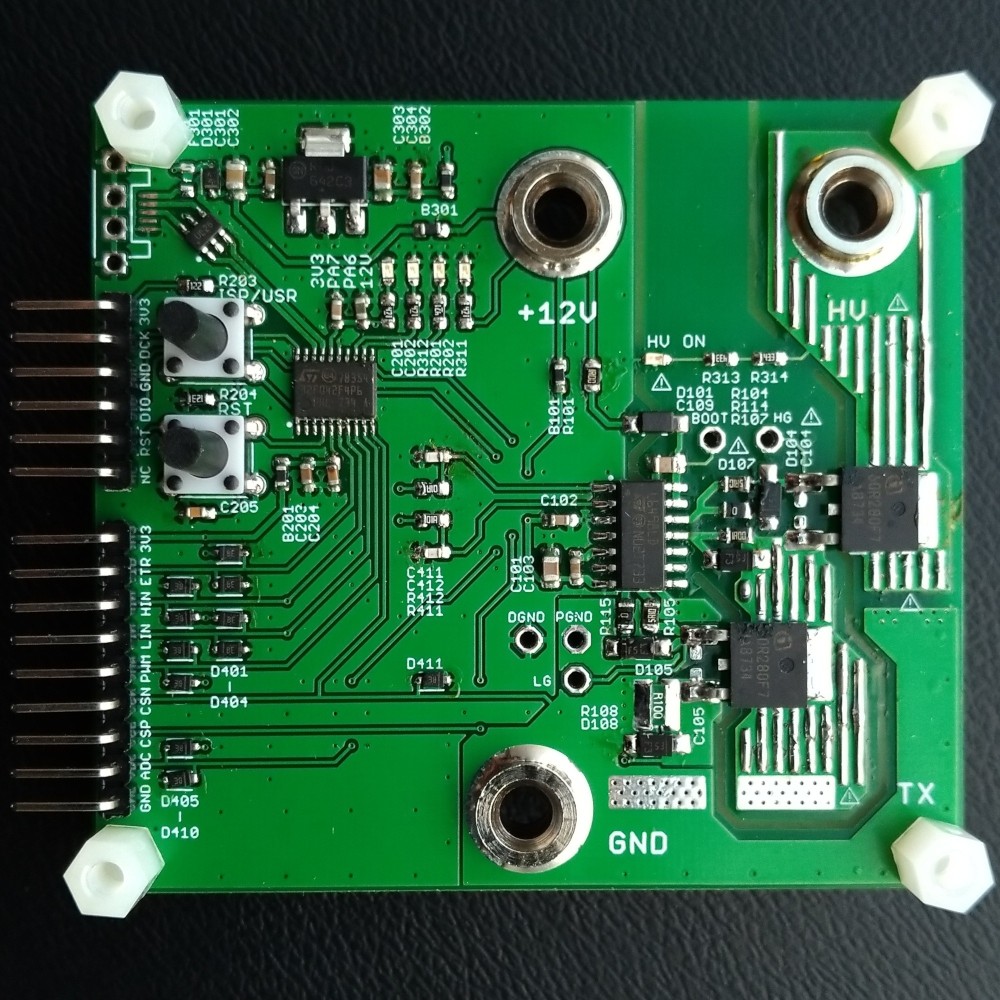 D301
C301
C302
C303
C304
B302
B301
R203
ISP/USR
3V3
PA7
PA6
12V
+12V
HV
HV ON
NC RST DIO GND DCK 3V3
R204
RST
C201
C202
R312
R201
R202
R311
B101
R101
R313 R314
D101 R104
C109 R114
BOOT R107 HG
D107
D104
C104
C205
B201
C203
C204
C102
C101
C103
C411
C412
R412
R411
GND ADC CSP CSN PWM LIN HIN ETR 3V3
D401
-
D404
D411
DGND PGND
R115
R105
LG
D105
R108
D108
R100
C105
D405
-
D410
GND
TX